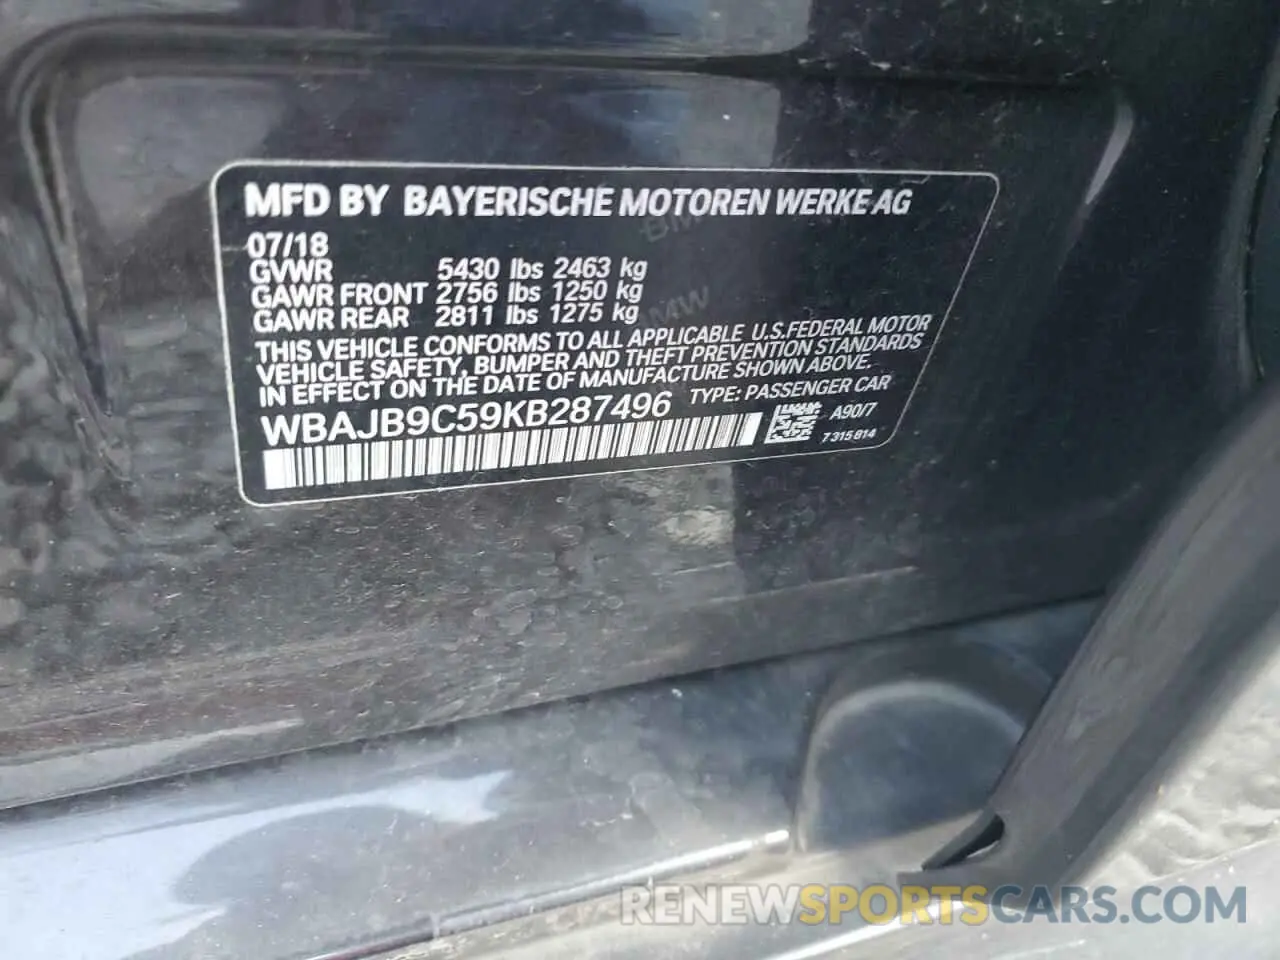 MFD BY BAYERISCHE MOTOREN WERKE AG
07/18
GVWR 5430 lbs 2463 kg
GAWR FRONT 2756 lbs 1250 kg
GAWR REAR 2811 lbs 1275 kg
THIS VEHICLE CONFORMS TO ALL APPLICABLE U.S.FEDERAL MOTOR
VEHICLE SAFETY, BUMPER AND THEFT PREVENTION STANDARDS
IN EFFECT ON THE DATE OF MANUFACTURE SHOWN ABOVE.
WBAJB9C59KB287496 TYPE: PASSENGER CAR
A90/7
7 315 814
BMW
BMW
RENEWSPORTSCARS.COM